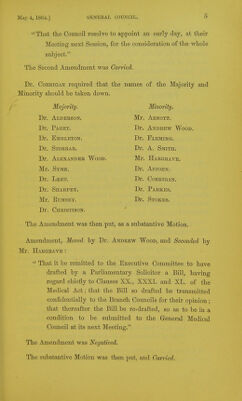 May 4, 1864.] GENERAL COUNCIL. 5
"That the Council resolve to appoint an early day, at their
Meeting next Session, for the consideration of the whole
subject."
The Second Amendment was Carried.
Dr. CORRIGAN required that the names of the Majority and
Minority should be taken down.
Majority. Minority.
Dr. ALDERSON. Mr. ARNOTT.
Dr. PAGET. Dr. ANDREW WOOD.
Dr. EMBLETON. Dr. FLEMING.
Dr. STORRAR. Dr. A. SMITH.
Dr. ALEXANDER WOOD. Mr. HARGRAVE.
Mr. SYME. Dr. APJOHN.
Dr. LEET. Dr. CORRIGAN.
Dr. SHARPEY. Dr. PARKES.
Mr. RUMSEY. Dr. STOKES.
Dr. CHRISTISON.
The Amendment was then put, as a substantive Motion.
Amendment, Moved by Dr. ANDREW WOOD, and Seconded by
Mr. HARGRAVE:
"That it be remitted to the Executive Committee to have
drafted by a Parliamentary Solicitor a Bill, having
regard chiefly to Clauses XX., XXXI. and XL. of the
Medical Act; that the Bill so drafted be transmitted
confidentially to the Branch Councils for their opinion;
that thereafter the Bill be re-drafted, so as to be in a
condition to be submitted to the General Medical
Council at its next Meeting."
The Amendment was Negatived.
The substantive Motion was then put, and Carried.